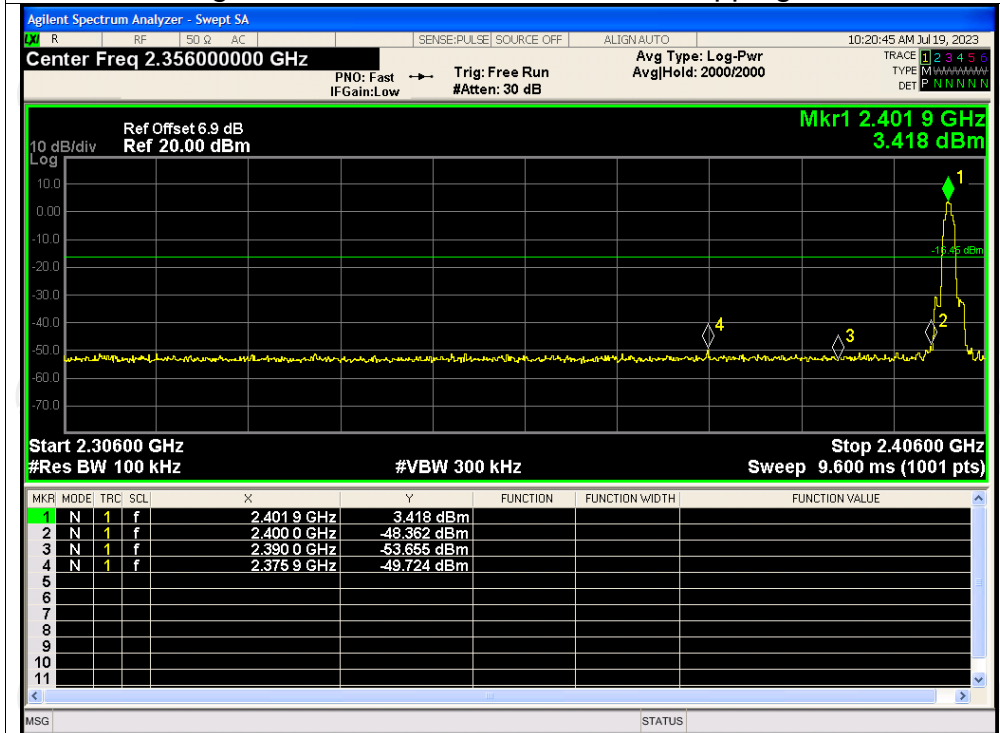 Agilent Spectrum Analyzer - Swept SA
LXI R RF 50 Ω AC SENSE:PULSE SOURCE OFF ALIGN AUTO 10:20:45 AM Jul 19, 2023
Center Freq 2.356000000 GHz
PNO: Fast
IFGain:Low
Trig: Free Run
#Atten: 30 dB
Avg Type: Log-Pwr
Avg|Hold: 2000/2000
TRACE 1 2 3 4 5 6
TYPE M
DET P N N N N N
Mkr1 2.401 9 GHz
3.418 dBm
Ref Offset 6.9 dB
10 dB/div Ref 20.00 dBm
Log
10.0
0.00
-10.0
-20.0
-30.0
-40.0
-50.0
-60.0
-70.0
1
-16.45 dBm
2
3
4
Start 2.30600 GHz Stop 2.40600 GHz
#Res BW 100 kHz #VBW 300 kHz Sweep 9.600 ms (1001 pts)
MKR MODE TRC SCL X Y FUNCTION FUNCTION WIDTH FUNCTION VALUE
1 N 1 f 2.401 9 GHz 3.418 dBm
2 N 1 f 2.400 0 GHz -48.362 dBm
3 N 1 f 2.390 0 GHz -53.655 dBm
4 N 1 f 2.375 9 GHz -49.724 dBm
5
6
7
8
9
10
11
MSG STATUS